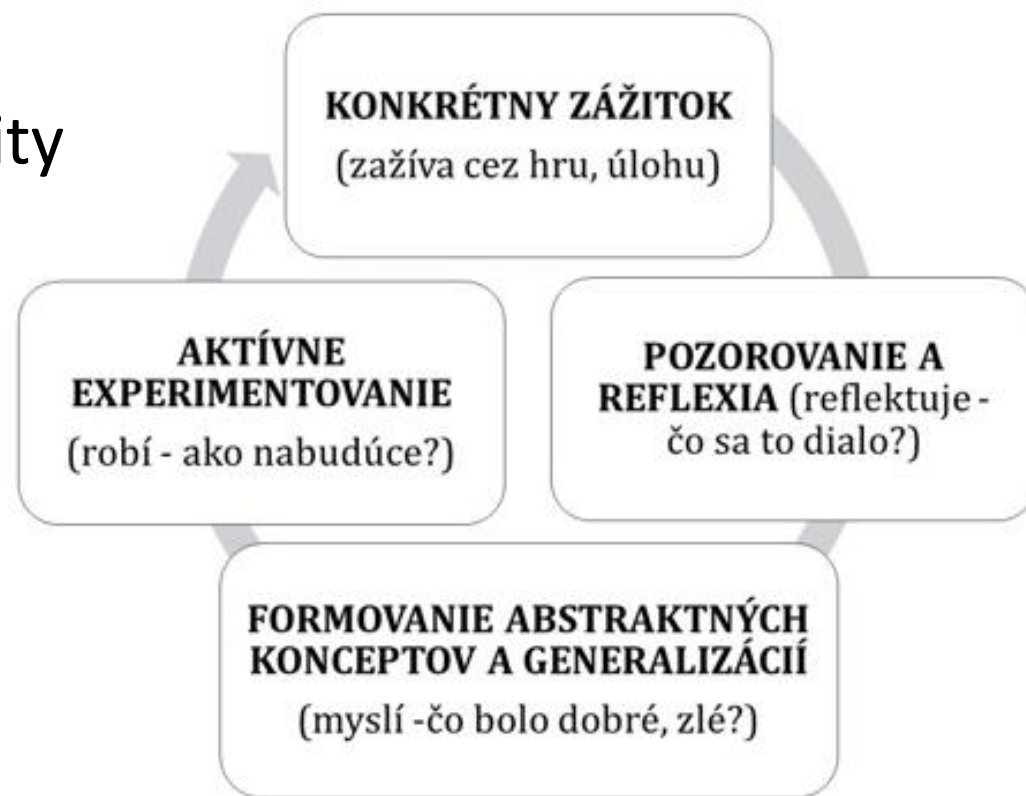 ity
KONKRÉTNY ZÁŽITOK
(zažíva cez hru, úlohu)
POZOROVANIE A
REFLEXIA (reflektuje -
čo sa to dialo?)
FORMOVANIE ABSTRAKTNÝCH
KONCEPTOV A GENERALIZÁCIÍ
(myslí -čo bolo dobré, zlé?)
AKTÍVNE
EXPERIMENTOVANIE
(robí - ako nabudúce?)